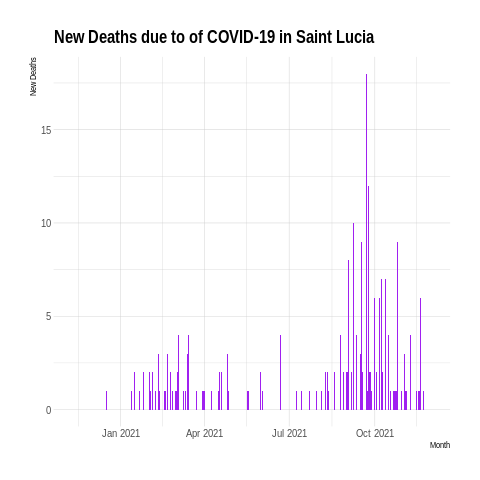 New Deaths due to of COVID-19 in Saint Lucia
New Deaths
15
10
5
0
Jan 2021 Apr 2021 Jul 2021 Oct 2021
Month